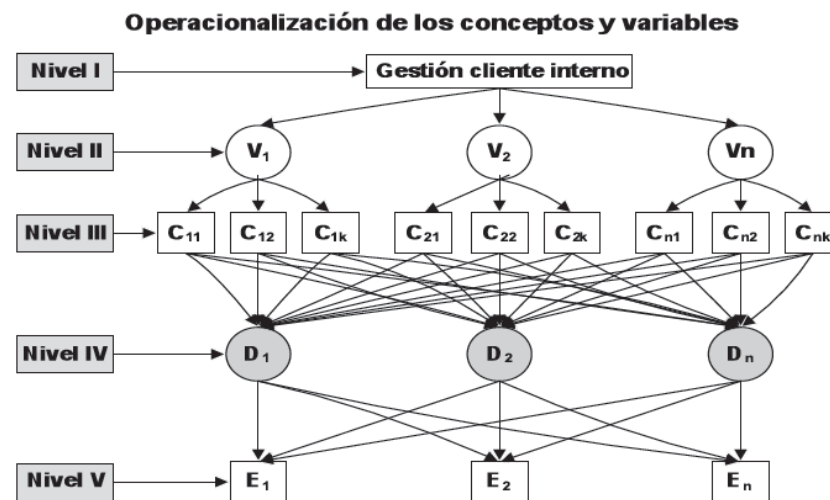 Operacionalización de los conceptos y variables
Nivel I Gestión cliente interno
Nivel II V₁ V₂ Vn
Nivel III C₁₁ C₁₂ C₁ₖ C₂₁ C₂₂ C₂ₖ Cₙ₁ Cₙ₂ Cₙₖ
Nivel IV D₁ D₂ Dₙ
Nivel V E₁ E₂ Eₙ